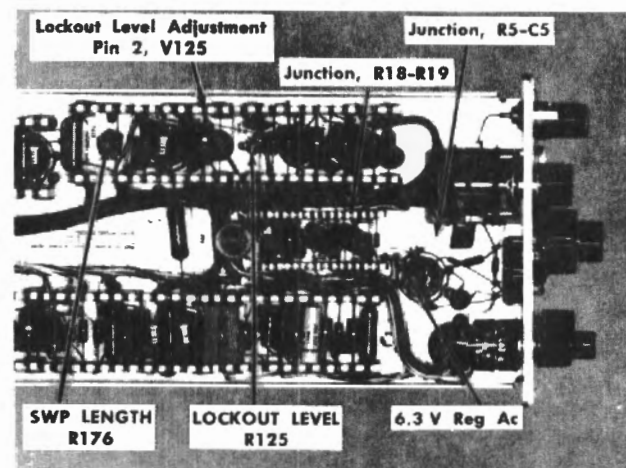 Lockout Level Adjustment
Pin 2, V125
Junction, R5-C5
Junction, R18-R19
SWP LENGTH
R176
LOCKOUT LEVEL
R125
6.3 V Reg Ac